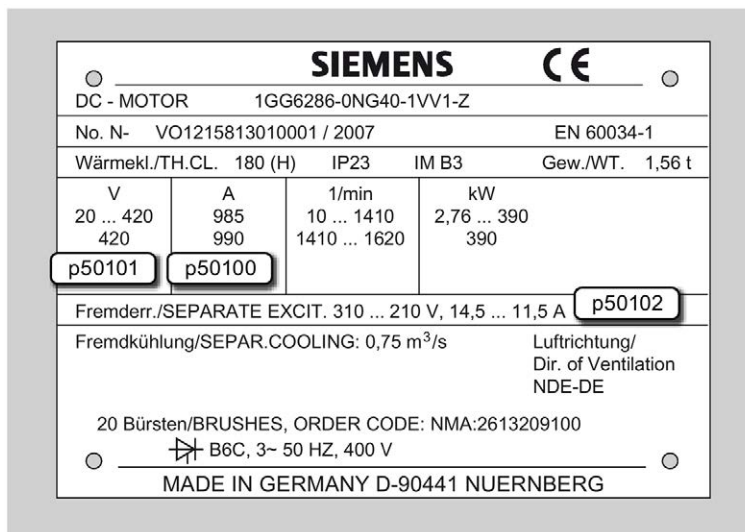 SIEMENS CE
DC - MOTOR 1GG6286-0NG40-1VV1-Z
No. N- VO1215813010001 / 2007 EN 60034-1
Wärmekl./TH.CL. 180 (H) IP23 IM B3 Gew./WT. 1,56 t
V A 1/min kW
20 ... 420 985 10 ... 1410 2,76 ... 390
420 990 1410 ... 1620 390
p50101 p50100
Fremderr./SEPARATE EXCIT. 310 ... 210 V, 14,5 ... 11,5 A p50102
Fremdkühlung/SEPAR.COOLING: 0,75 m³/s Luftrichtung/
Dir. of Ventilation
NDE-DE
20 Bürsten/BRUSHES, ORDER CODE: NMA:2613209100
B6C, 3~ 50 HZ, 400 V
MADE IN GERMANY D-90441 NUERNBERG